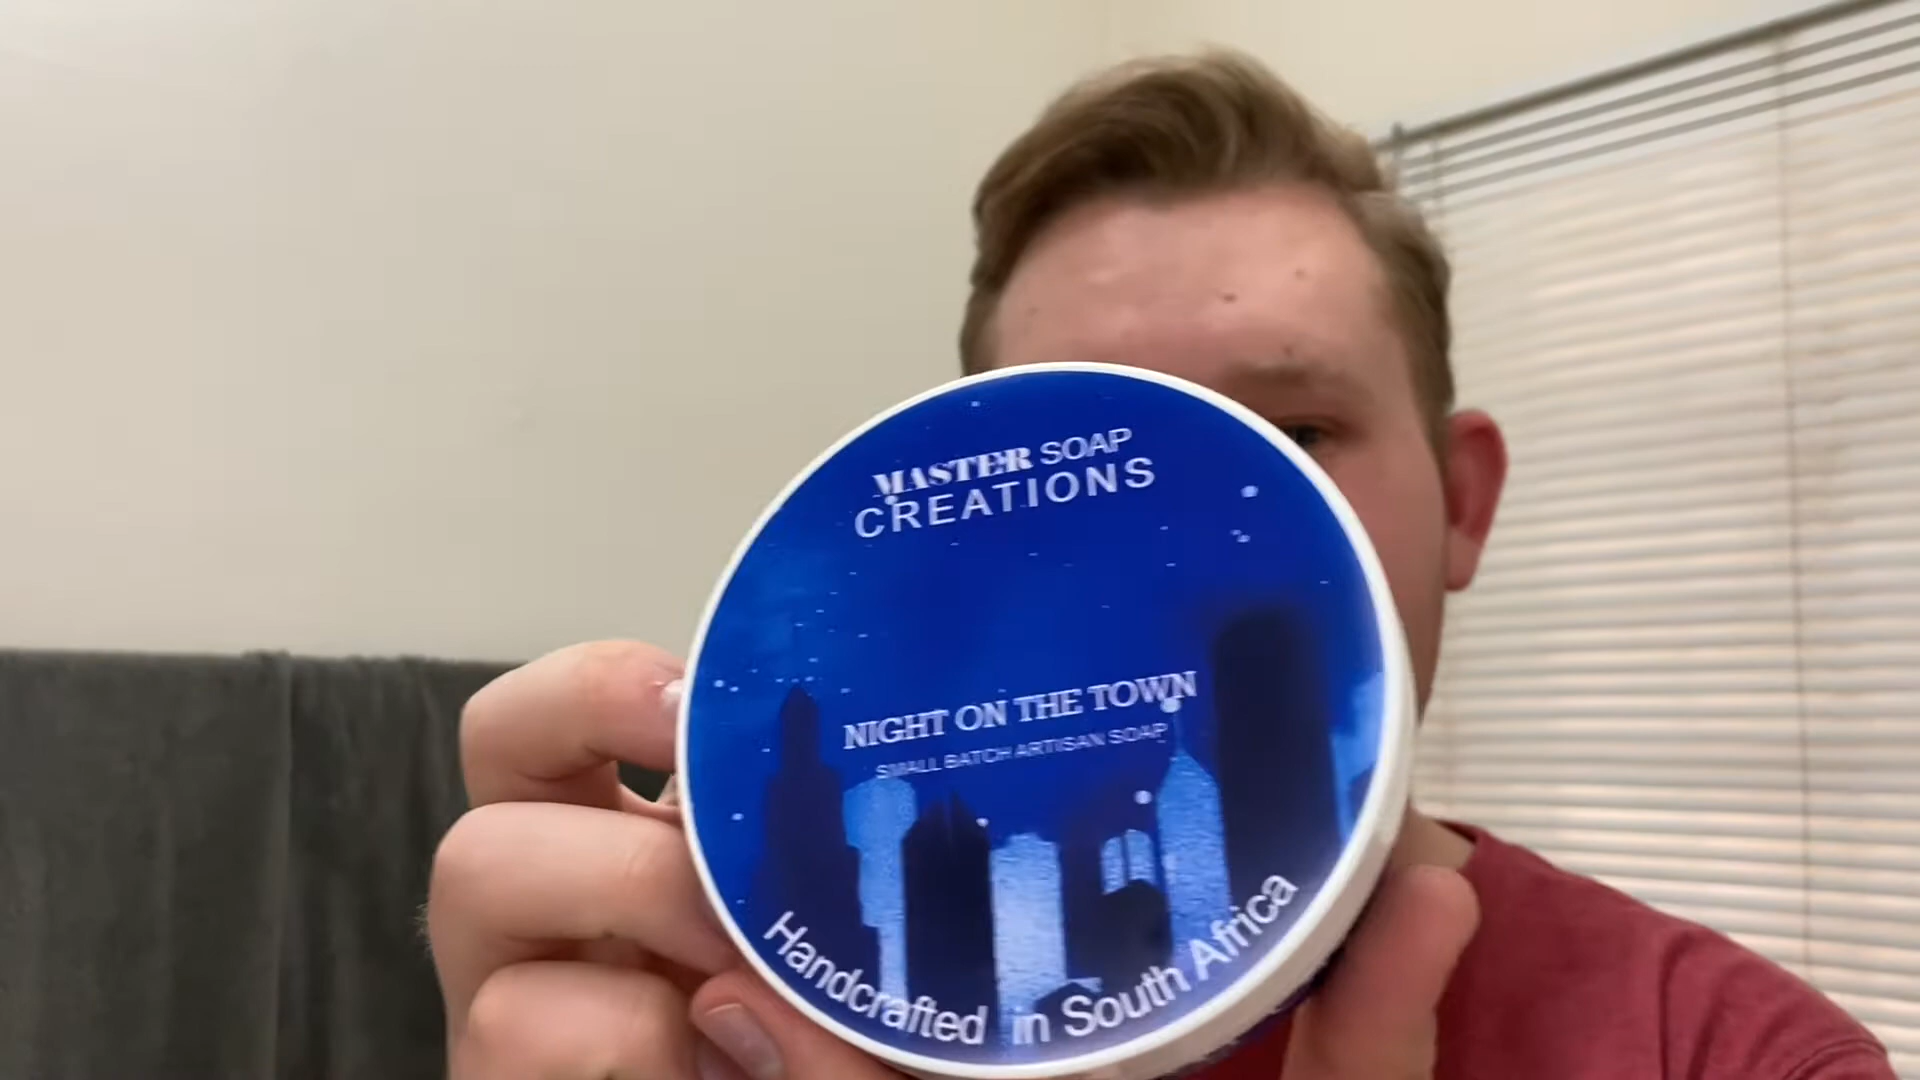 MASTER SOAP
CREATIONS
NIGHT ON THE TOWN
SMALL BATCH ARTISAN SOAP
Handcrafted in South Africa